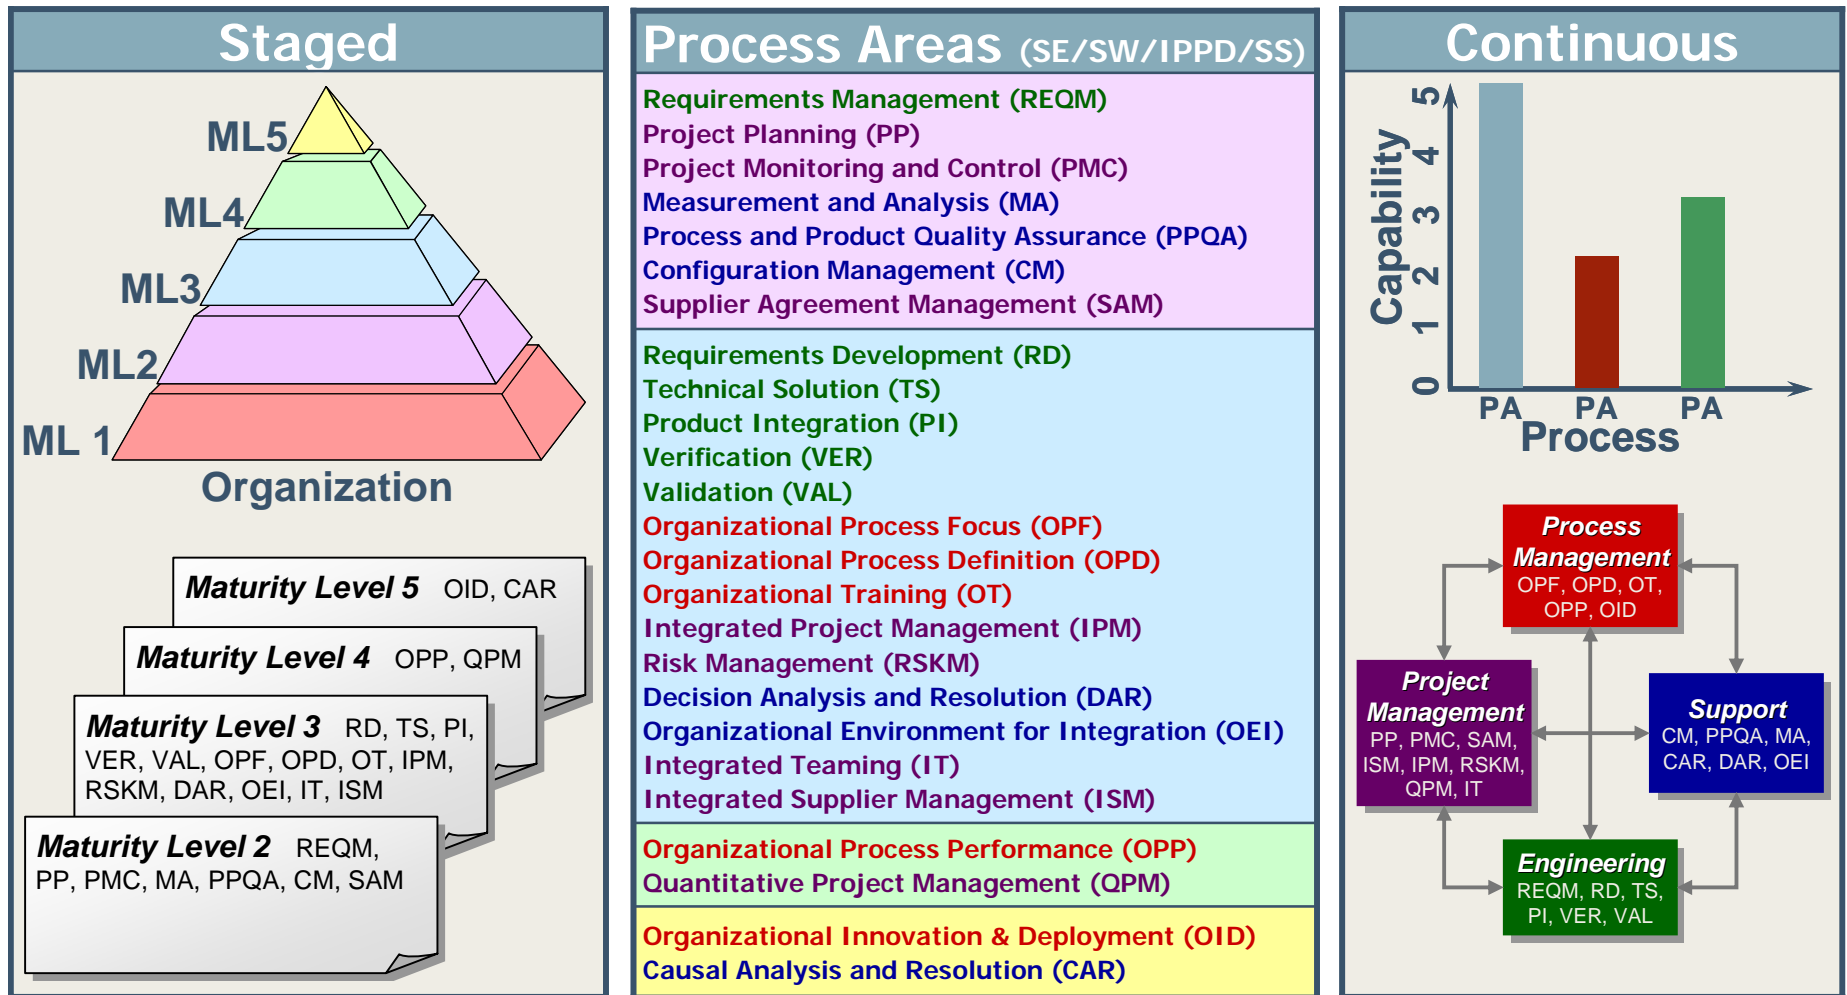 Staged
ML5
ML4
ML3
ML2
ML 1
Organization
Maturity Level 5 OID, CAR
Maturity Level 4 OPP, QPM
Maturity Level 3 RD, TS, PI,
VER, VAL, OPF, OPD, OT, IPM,
RSKM, DAR, OEI, IT, ISM
Maturity Level 2 REQM,
PP, PMC, MA, PPQA, CM, SAM
Process Areas (SE/SW/IPPD/SS)
Requirements Management (REQM)
Project Planning (PP)
Project Monitoring and Control (PMC)
Measurement and Analysis (MA)
Process and Product Quality Assurance (PPQA)
Configuration Management (CM)
Supplier Agreement Management (SAM)
Requirements Development (RD)
Technical Solution (TS)
Product Integration (PI)
Verification (VER)
Validation (VAL)
Organizational Process Focus (OPF)
Organizational Process Definition (OPD)
Organizational Training (OT)
Integrated Project Management (IPM)
Risk Management (RSKM)
Decision Analysis and Resolution (DAR)
Organizational Environment for Integration (OEI)
Integrated Teaming (IT)
Integrated Supplier Management (ISM)
Organizational Process Performance (OPP)
Quantitative Project Management (QPM)
Organizational Innovation & Deployment (OID)
Causal Analysis and Resolution (CAR)
Continuous
Capability
0 1 2 3 4 5
PA PA PA
Process
Process
Management
OPF, OPD, OT,
OPP, OID
Project
Management
PP, PMC, SAM,
ISM, IPM, RSKM,
QPM, IT
Support
CM, PPQA, MA,
CAR, DAR, OEI
Engineering
REQM, RD, TS,
PI, VER, VAL